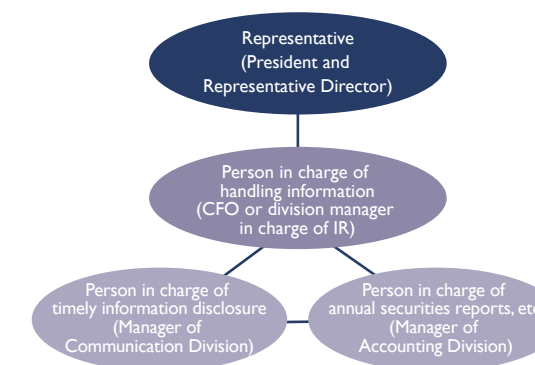 Representative
(President and
Representative Director)
Person in charge of
handling information
(CFO or division manager
in charge of IR)
Person in charge of
timely information disclosure
(Manager of
Communication Division)
Person in charge of
annual securities reports, etc
(Manager of
Accounting Division)